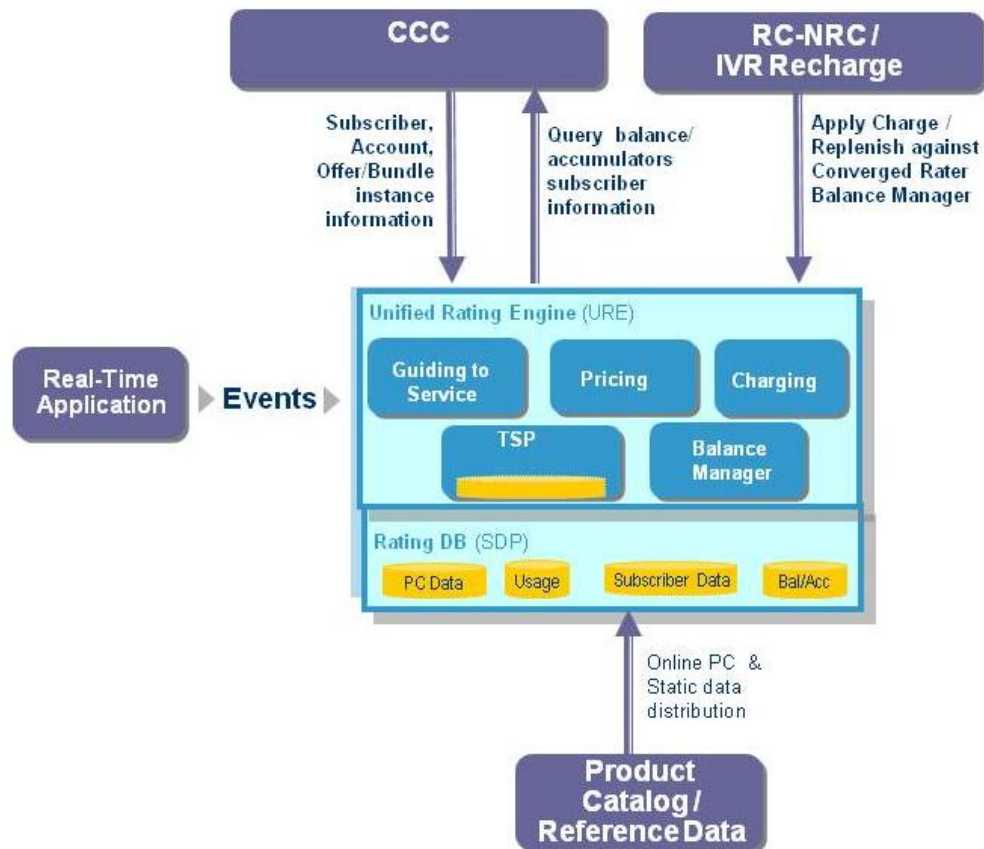 CCC
RC-NRC /
IVR Recharge
Subscriber,
Account,
Offer/Bundle
instance
information
Query balance/
accumulators
subscriber
information
Apply Charge /
Replenish against
Converged Rater
Balance Manager
Unified Rating Engine (URE)
Guiding to
Service
Pricing
Charging
Real-Time
Application
Events
TSP
Balance
Manager
Rating DB (SDP)
PC Data
Usage
Subscriber Data
Bal/Acc
Online PC &
Static data
distribution
Product
Catalog /
Reference Data